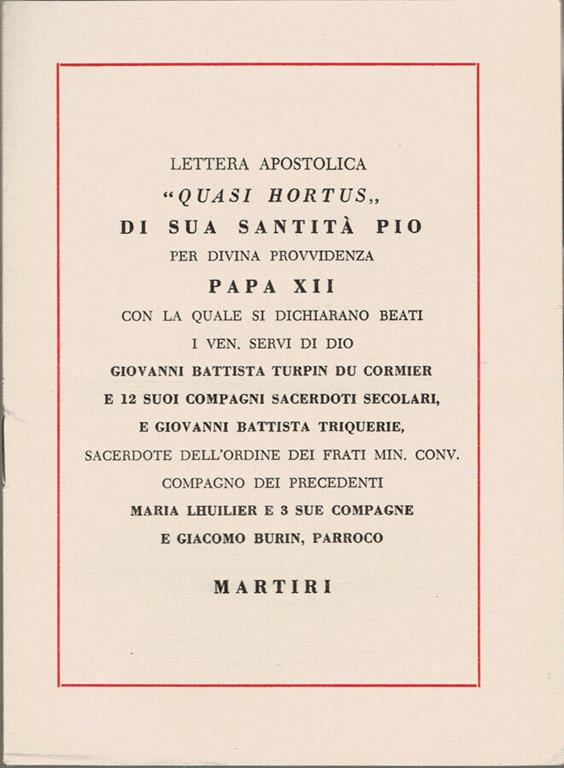 LETTERA APOSTOLICA
“QUASI HORTUS„
DI SUA SANTITÀ PIO
PER DIVINA PROVVIDENZA
PAPA XII
CON LA QUALE SI DICHIARANO BEATI
I VEN. SERVI DI DIO
GIOVANNI BATTISTA TURPIN DU CORMIER
E 12 SUOI COMPAGNI SACERDOTI SECOLARI,
E GIOVANNI BATTISTA TRIQUERIE,
SACERDOTE DELL'ORDINE DEI FRATI MIN. CONV.
COMPAGNO DEI PRECEDENTI
MARIA LHUILIER E 3 SUE COMPAGNE
E GIACOMO BURIN, PARROCO
MARTIRI